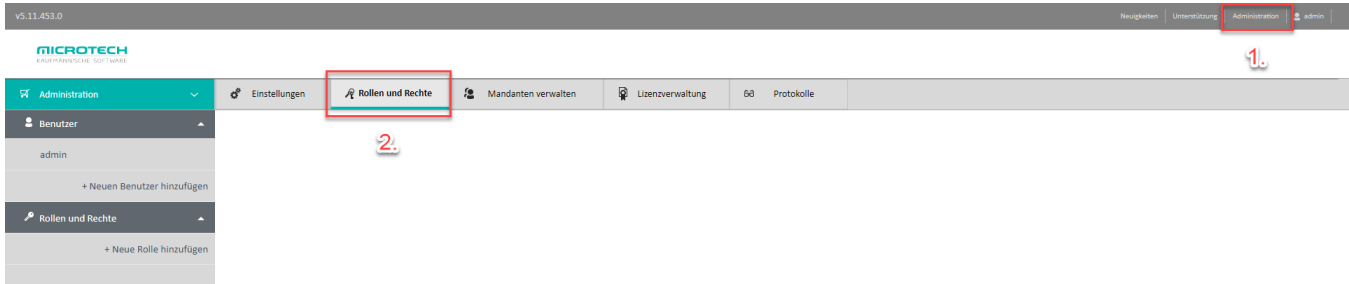 v5.11.453.0
Neuigkeiten
Unterstützung
Administration
admin
MICROTECH
KAUFMÄNNISCHE SOFTWARE
1.
Administration
Einstellungen
Rollen und Rechte
Mandanten verwalten
Lizenzverwaltung
Protokolle
Benutzer
2.
admin
+ Neuen Benutzer hinzufügen
Rollen und Rechte
+ Neue Rolle hinzufügen